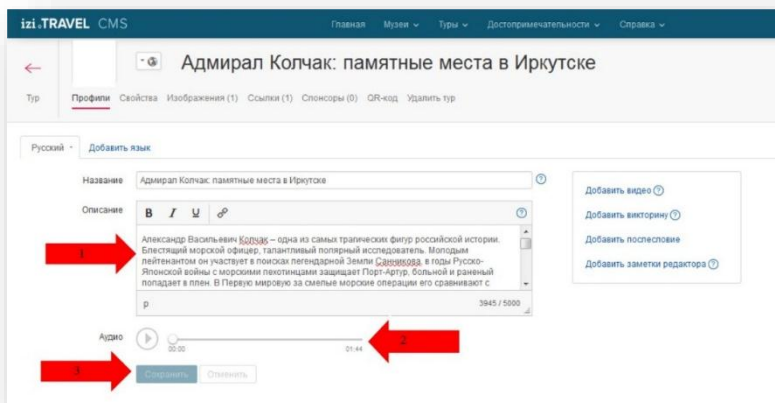 izi.TRAVEL CMS
Главная Музеи Туры Достопримечательности Справка
Адмирал Колчак: памятные места в Иркутске
Тур Профили Свойства Изображения (1) Ссылки (1) Спонсоры (0) QR-код Удалить тур
Русский Добавить язык
Название Адмирал Колчак: памятные места в Иркутске
Описание B I U
Александр Васильевич Колчак – одна из самых трагических фигур российской истории.
Блестящий морской офицер, талантливый полярный исследователь. Молодым
лейтенантом он участвует в поисках легендарной Земли Санникова, в годы Русско-
Японской войны с морскими пехотинцами защищает Порт-Артур, больной и раненый
попадает в плен. В Первую мировую за смелые морские операции его сравнивают с
p 3945 / 5000
Добавить видео
Добавить викторину
Добавить послесловие
Добавить заметки редактора
1
Аудио 00:00 01:44
2
3
Сохранить Отменить